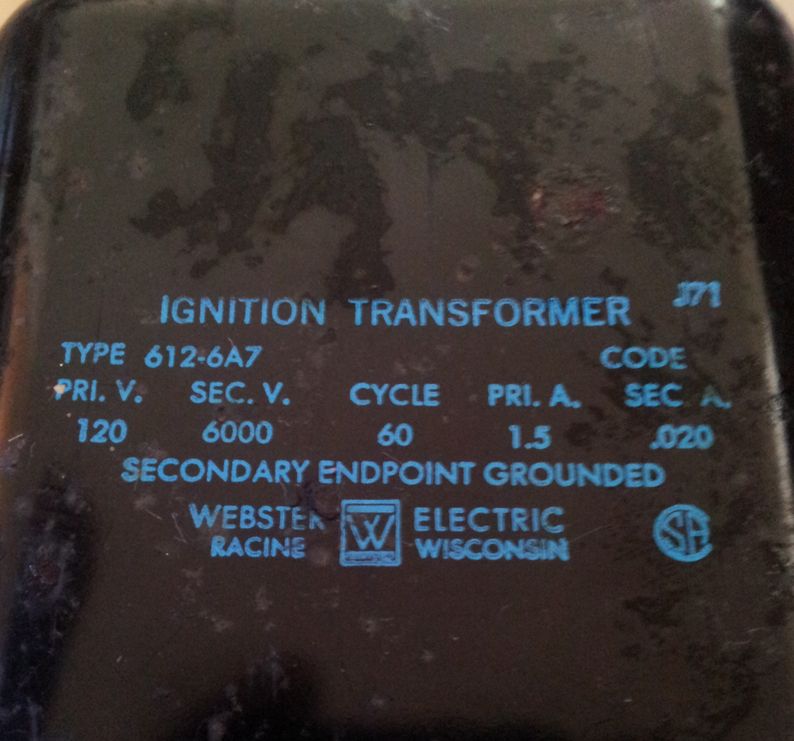 J71
IGNITION TRANSFORMER
TYPE 612-6A7 CODE
PRI. V. SEC. V. CYCLE PRI. A. SEC A.
120 6000 60 1.5 .020
SECONDARY ENDPOINT GROUNDED
WEBSTER W ELECTRIC
RACINE WISCONSIN
SA